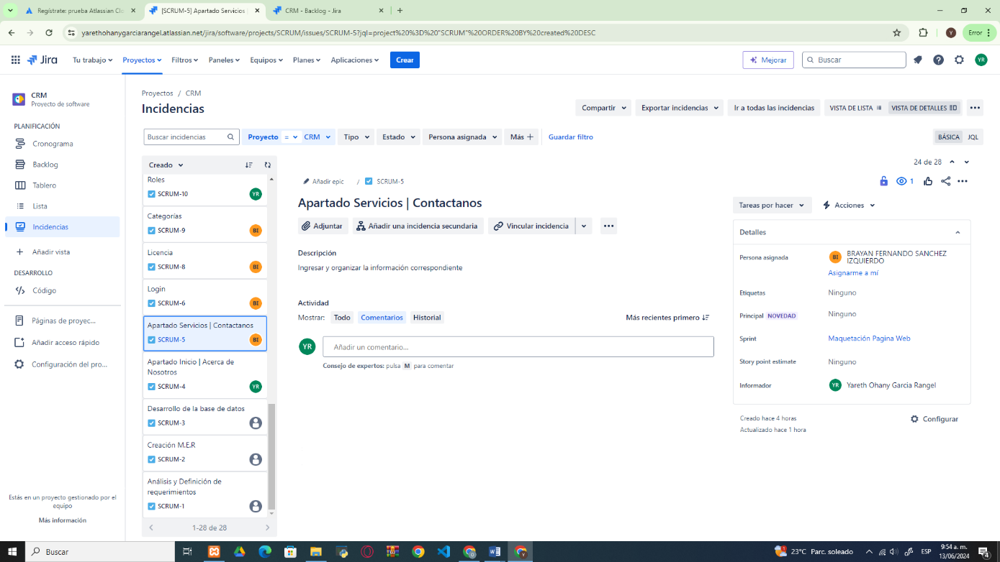 Regístrate: prueba Atlassian Clo
[SCRUM-5] Apartado Servicios |
CRM - Backlog - Jira
yarethohanygarciarangel.atlassian.net/jira/software/projects/SCRUM/issues/SCRUM-5?jql=project%20%3D%20"SCRUM"%20ORDER%20BY%20created%20DESC
Y
Error
Jira
Tu trabajo
Proyectos
Filtros
Paneles
Equipos
Planes
Aplicaciones
Crear
Mejorar
Buscar
YR
CRM
Proyecto de software
PLANIFICACIÓN
Cronograma
Backlog
Tablero
Lista
Incidencias
Añadir vista
DESARROLLO
Código
Páginas de proyec...
Añadir acceso rápido
Configuración del pro...
Estás en un proyecto gestionado por el
equipo
Más información
Proyectos / CRM
Incidencias
Compartir
Exportar incidencias
Ir a todas las incidencias
VISTA DE LISTA
VISTA DE DETALLES
Buscar incidencias
Proyecto = CRM
Tipo
Estado
Persona asignada
Más
Guardar filtro
BÁSICA
JQL
Creado
Roles
SCRUM-10 YR
Categorías
SCRUM-9 BI
Licencia
SCRUM-8 BI
Login
SCRUM-6 BI
Apartado Servicios | Contactanos
SCRUM-5 BI
Apartado Inicio | Acerca de
Nosotros
SCRUM-4 YR
Desarrollo de la base de datos
SCRUM-3
Creación M.E.R
SCRUM-2
Análisis y Definición de
requerimientos
SCRUM-1
1-28 de 28
24 de 28
Añadir epic / SCRUM-5
1
Apartado Servicios | Contactanos
Adjuntar
Añadir una incidencia secundaria
Vincular incidencia
Descripción
Ingresar y organizar la información correspondiente
Actividad
Mostrar: Todo Comentarios Historial
Más recientes primero
YR
Añadir un comentario...
Consejo de expertos: pulsa M para comentar
Tareas por hacer
Acciones
Detalles
Persona asignada
BI
BRAYAN FERNANDO SANCHEZ
IZQUIERDO
Asignarme a mí
Etiquetas
Ninguno
Principal NOVEDAD
Ninguno
Sprint
Maquetación Pagina Web
Story point estimate
Ninguno
Informador
YR
Yareth Ohany Garcia Rangel
Creado hace 4 horas
Actualizado hace 1 hora
Configurar
Buscar
23°C Parc. soleado
ESP
9:54 a. m.
13/06/2024
4